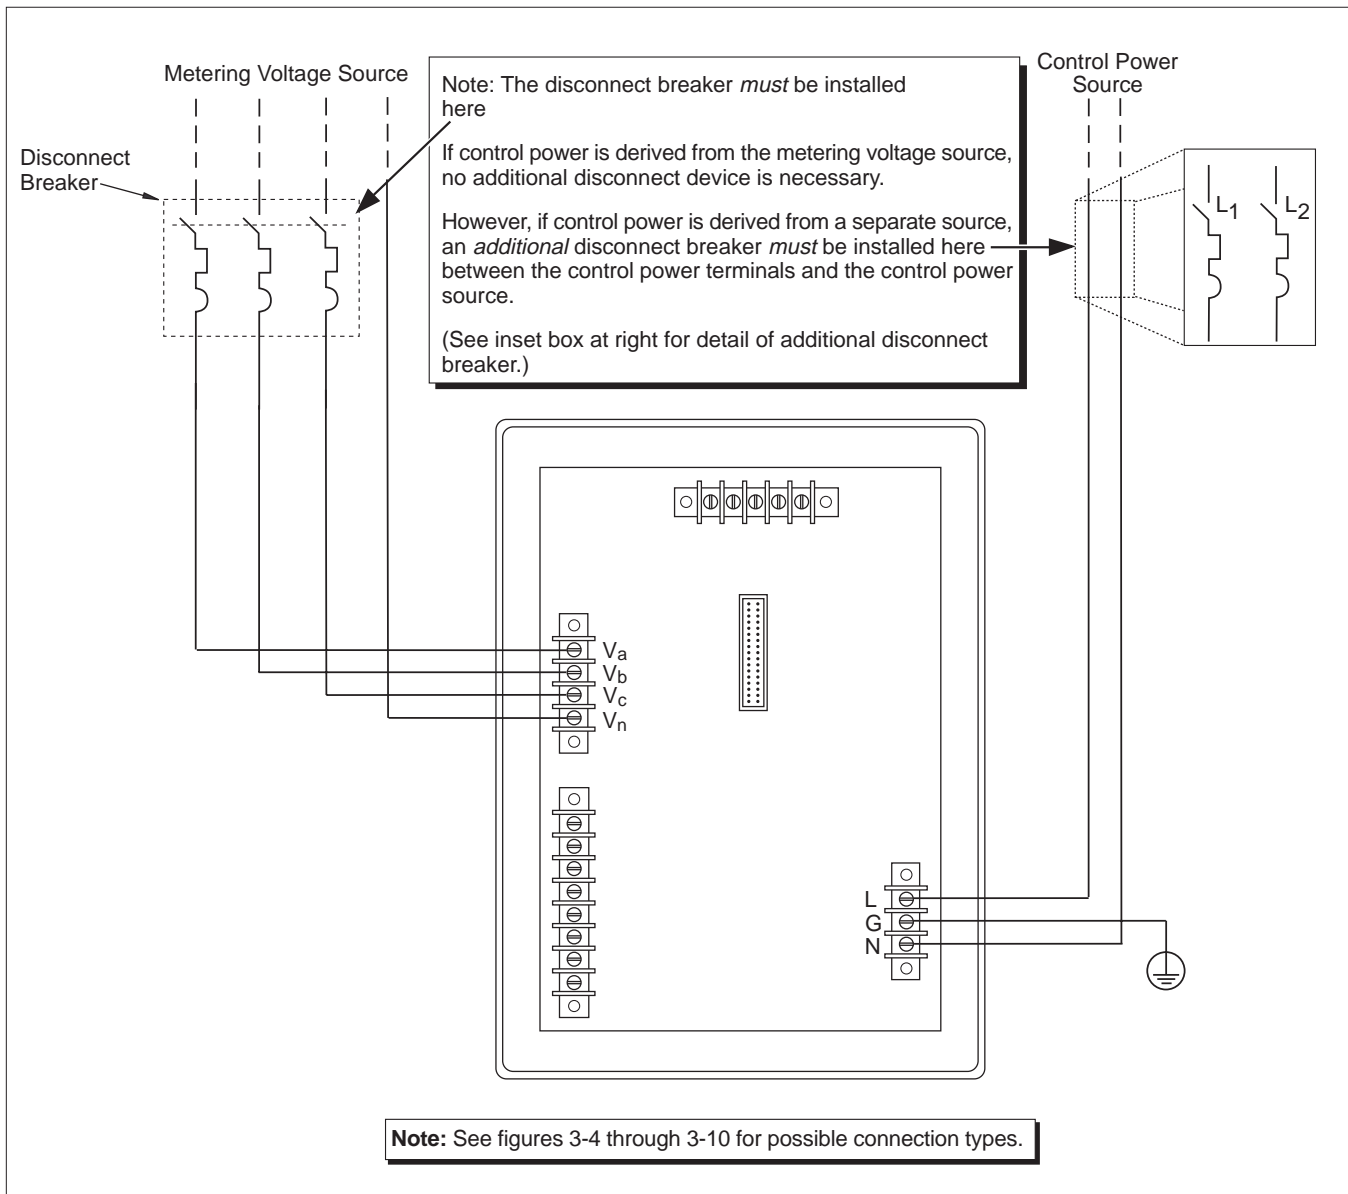 Metering Voltage Source
Disconnect
Breaker
Note: The disconnect breaker must be installed
here
If control power is derived from the metering voltage source,
no additional disconnect device is necessary.
However, if control power is derived from a separate source,
an additional disconnect breaker must be installed here
between the control power terminals and the control power
source.
(See inset box at right for detail of additional disconnect
breaker.)
Control Power
Source
L1 L2
Va
Vb
Vc
Vn
L
G
N
Note: See figures 3-4 through 3-10 for possible connection types.